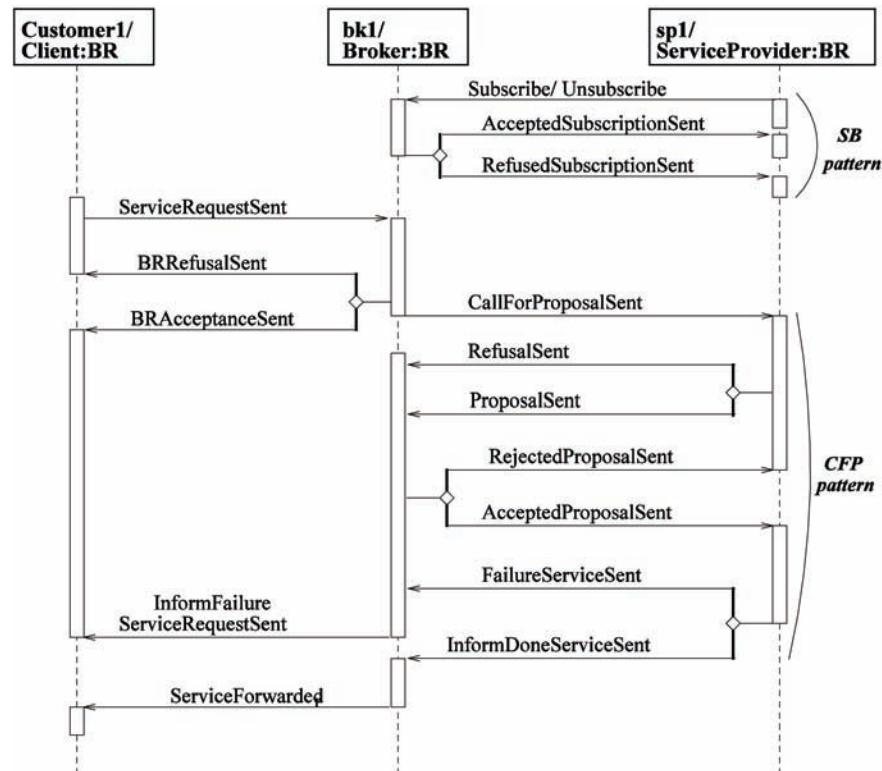 Customer1/
Client:BR
bk1/
Broker:BR
sp1/
ServiceProvider:BR
Subscribe/ Unsubscribe
AcceptedSubscriptionSent
SB
pattern
RefusedSubscriptionSent
ServiceRequestSent
BRRefusalSent
CallForProposalSent
BRAcceptanceSent
RefusalSent
ProposalSent
RejectedProposalSent
CFP
pattern
AcceptedProposalSent
FailureServiceSent
InformFailure
ServiceRequestSent
InformDoneServiceSent
ServiceForwarded